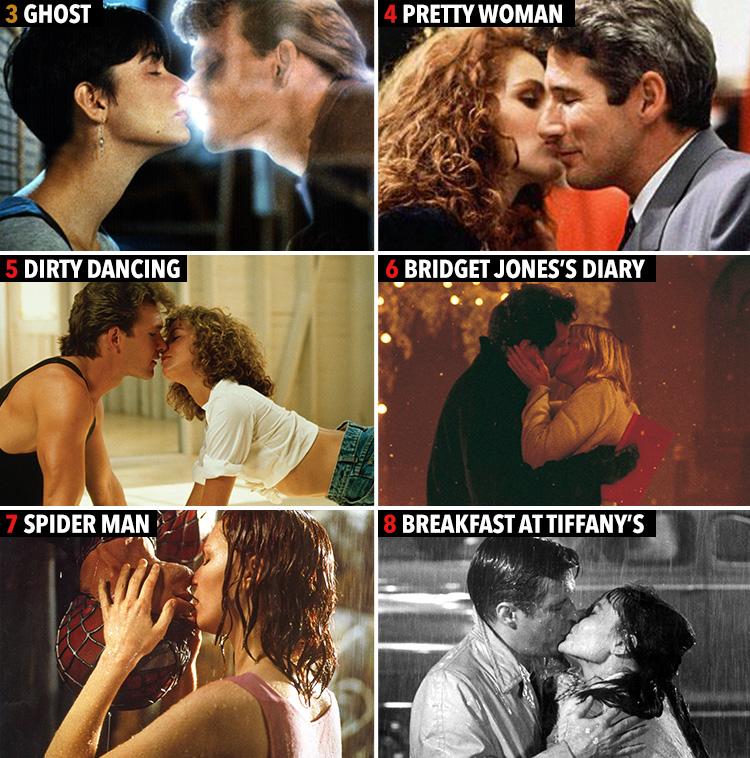 3 GHOST
4 PRETTY WOMAN
5 DIRTY DANCING
6 BRIDGET JONES'S DIARY
7 SPIDER MAN
8 BREAKFAST AT TIFFANY'S